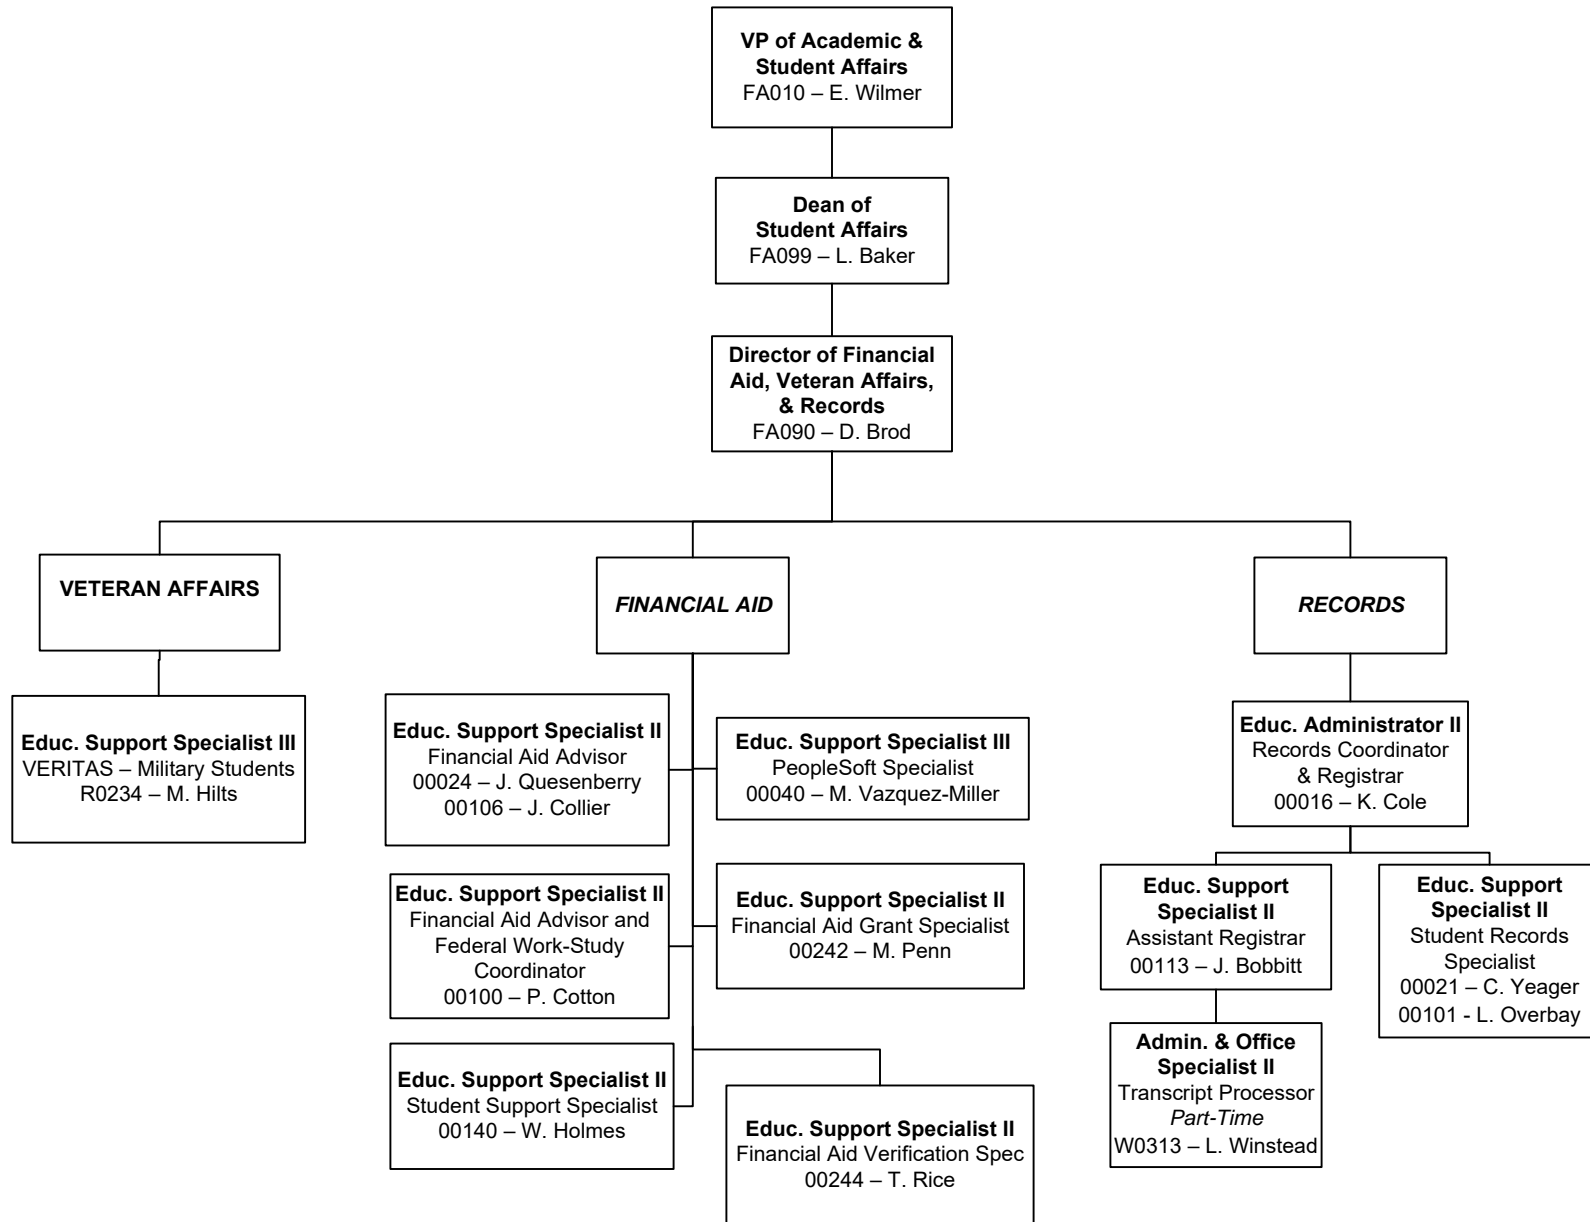 VP of Academic &
Student Affairs
FA010 – E. Wilmer
Dean of
Student Affairs
FA099 – L. Baker
Director of Financial
Aid, Veteran Affairs,
& Records
FA090 – D. Brod
VETERAN AFFAIRS
FINANCIAL AID
RECORDS
Educ. Support Specialist III
VERITAS – Military Students
R0234 – M. Hilts
Educ. Support Specialist II
Financial Aid Advisor
00024 – J. Quesenberry
00106 – J. Collier
Educ. Support Specialist III
PeopleSoft Specialist
00040 – M. Vazquez-Miller
Educ. Support Specialist II
Financial Aid Advisor and
Federal Work-Study
Coordinator
00100 – P. Cotton
Educ. Support Specialist II
Financial Aid Grant Specialist
00242 – M. Penn
Educ. Support Specialist II
Student Support Specialist
00140 – W. Holmes
Educ. Support Specialist II
Financial Aid Verification Spec
00244 – T. Rice
Educ. Administrator II
Records Coordinator
& Registrar
00016 – K. Cole
Educ. Support
Specialist II
Assistant Registrar
00113 – J. Bobbitt
Educ. Support
Specialist II
Student Records
Specialist
00021 – C. Yeager
00101 - L. Overbay
Admin. & Office
Specialist II
Transcript Processor
Part-Time
W0313 – L. Winstead